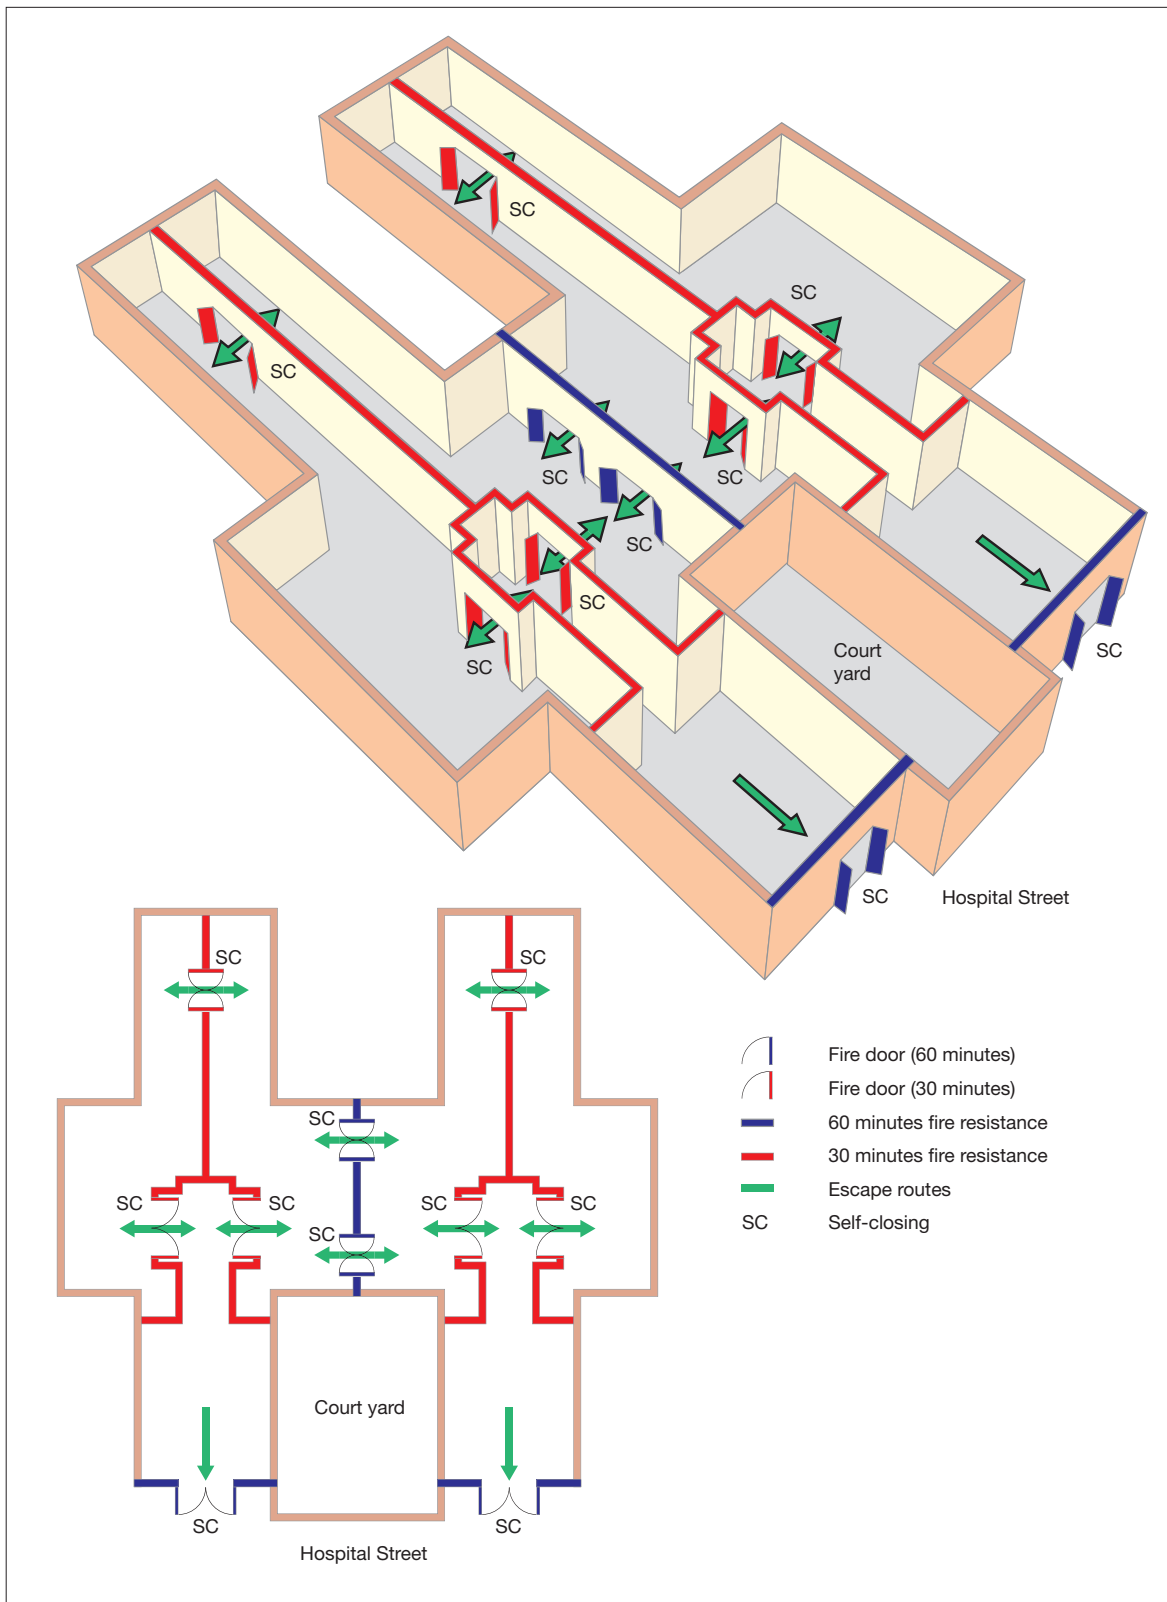 SC
SC
SC
SC
SC
SC
SC
SC
Court
yard
SC
SC
SC
Hospital Street
SC
SC
SC
SC
SC
SC
SC
SC
Court yard
SC
SC
Hospital Street
Fire door (60 minutes)
Fire door (30 minutes)
60 minutes fire resistance
30 minutes fire resistance
Escape routes
SC Self-closing